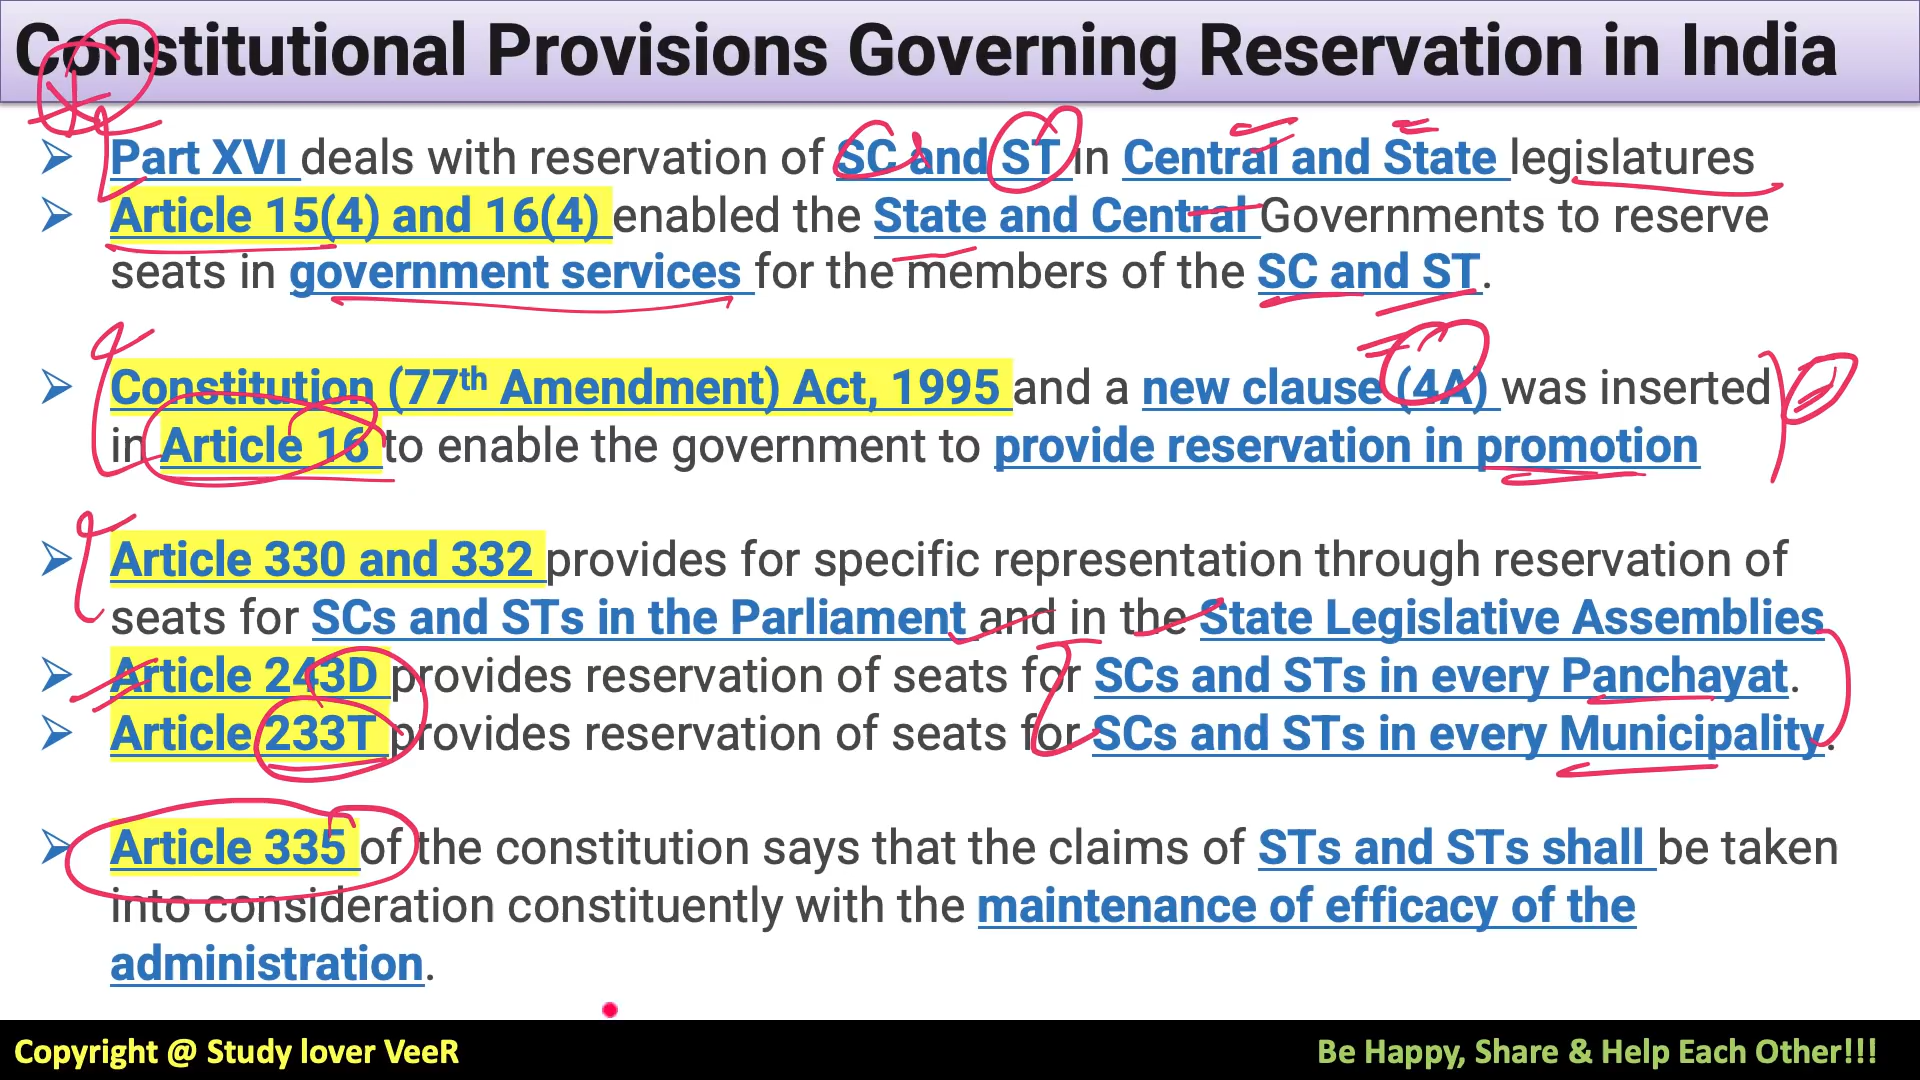 Constitutional Provisions Governing Reservation in India
➢ Part XVI deals with reservation of SC and ST in Central and State legislatures
➢ Article 15(4) and 16(4) enabled the State and Central Governments to reserve
seats in government services for the members of the SC and ST.
➢ Constitution (77th Amendment) Act, 1995 and a new clause (4A) was inserted
in Article 16 to enable the government to provide reservation in promotion
➢ Article 330 and 332 provides for specific representation through reservation of
seats for SCs and STs in the Parliament and in the State Legislative Assemblies
➢ Article 243D provides reservation of seats for SCs and STs in every Panchayat.
➢ Article 233T provides reservation of seats for SCs and STs in every Municipality.
➢ Article 335 of the constitution says that the claims of STs and STs shall be taken
into consideration constituently with the maintenance of efficacy of the
administration.
Copyright @ Study lover VeeR
Be Happy, Share & Help Each Other!!!